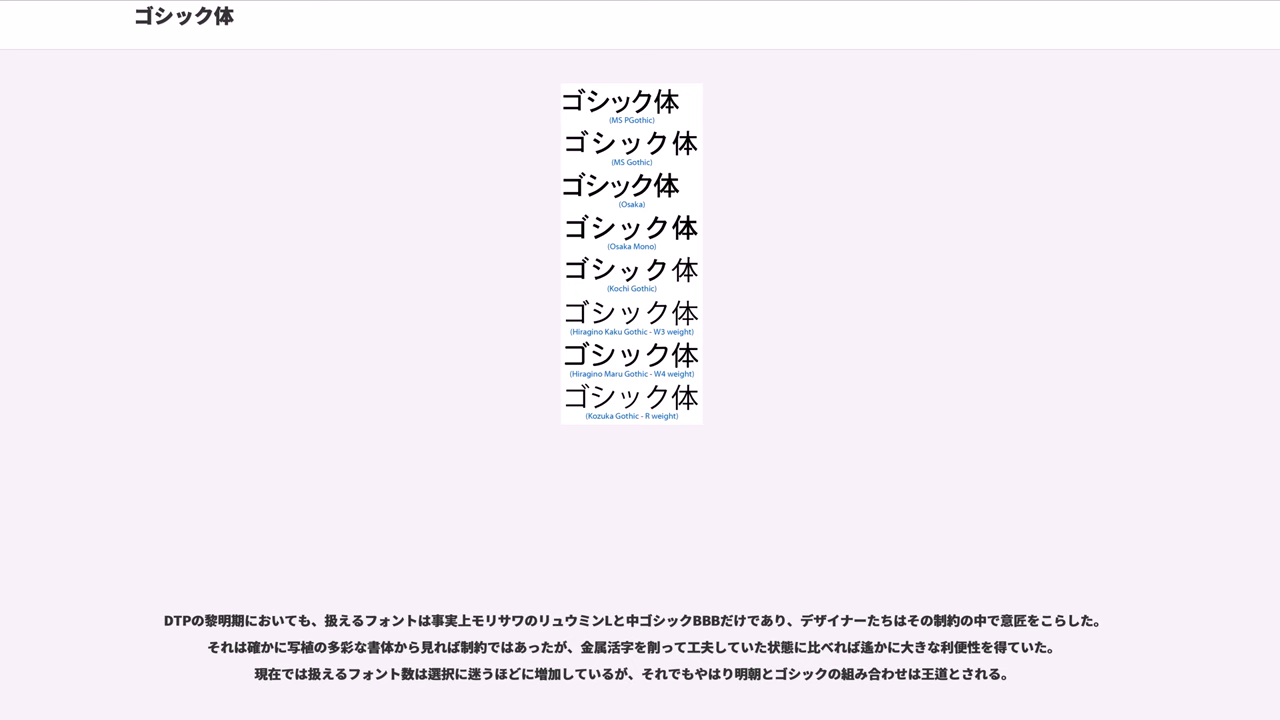 ゴシック体
ゴシック体
(MS PGothic)
ゴシック体
(MS Gothic)
ゴシック体
(Osaka)
ゴシック体
(Osaka Mono)
ゴシック体
(Kochi Gothic)
ゴシック体
(Hiragino Kaku Gothic - W3 weight)
ゴシック体
(Hiragino Maru Gothic - W4 weight)
ゴシック体
(Kozuka Gothic - R weight)
DTPの黎明期においても、扱えるフォントは事実上モリサワのリュウミンLと中ゴシックBBBだけであり、デザイナーたちはその制約の中で意匠をこらした。
それは確かに写植の多彩な書体から見れば制約ではあったが、金属活字を削って工夫していた状態に比べれば遙かに大きな利便性を得ていた。
現在では扱えるフォント数は選択に迷うほどに増加しているが、それでもやはり明朝とゴシックの組み合わせは王道とされる。